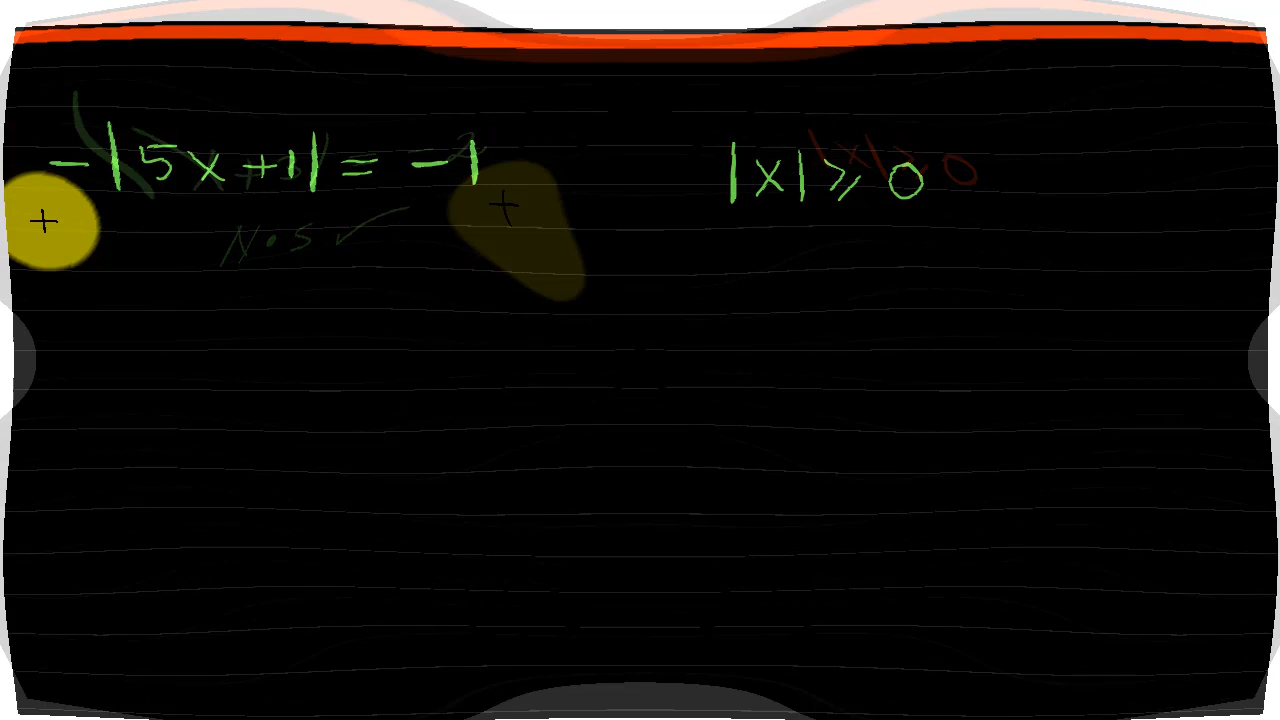 -|5x+1| = -1
|x| ⩾ 0
N.S ✓